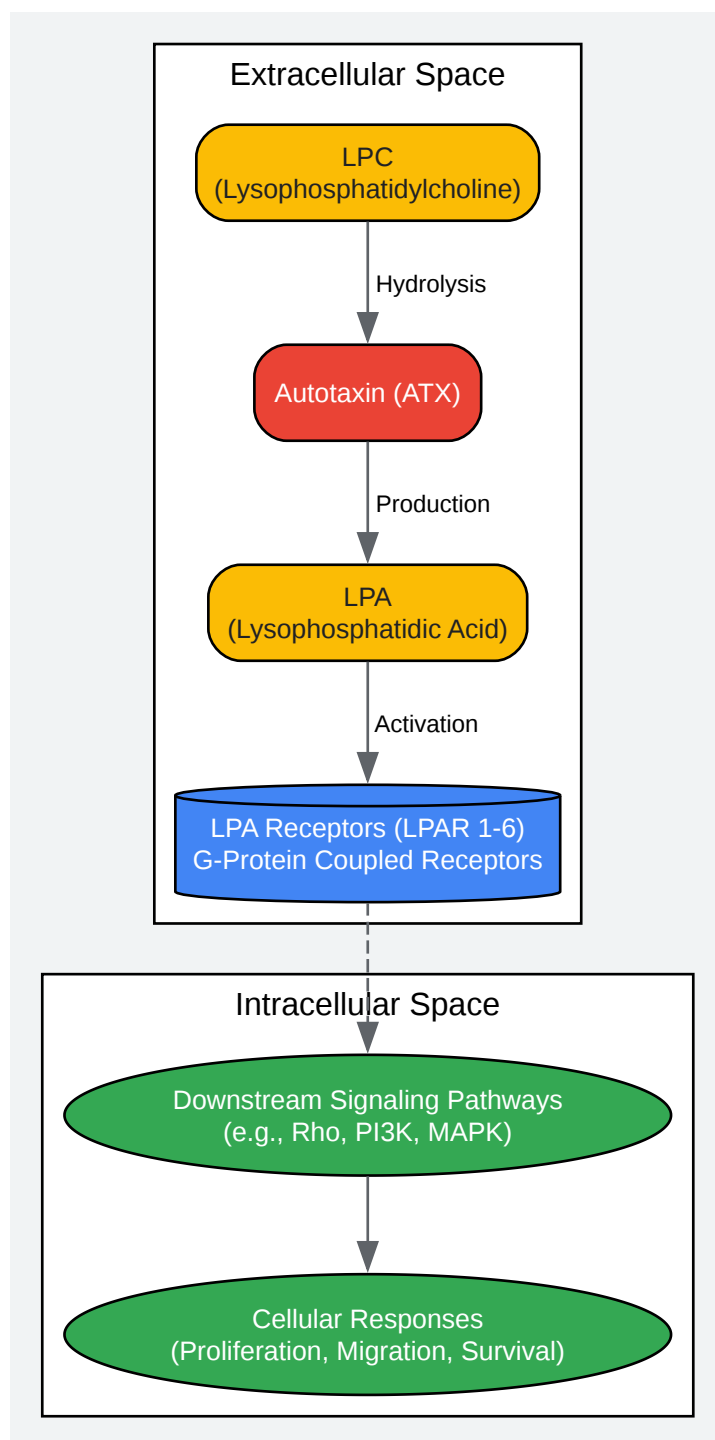 Extracellular Space
LPC
(Lysophosphatidylcholine)
Hydrolysis
Autotaxin (ATX)
Production
LPA
(Lysophosphatidic Acid)
Activation
LPA Receptors (LPAR 1-6)
G-Protein Coupled Receptors
Intracellular Space
Downstream Signaling Pathways
(e.g., Rho, PI3K, MAPK)
Cellular Responses
(Proliferation, Migration, Survival)